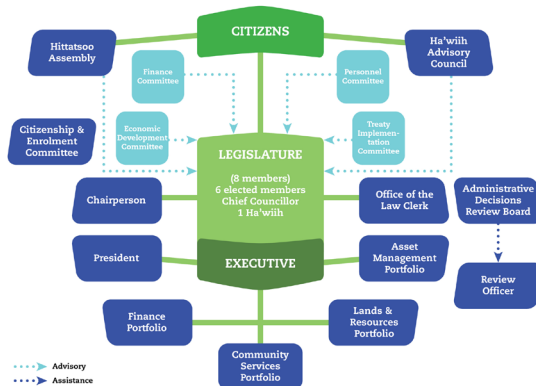 CITIZENS
Hittatsoo
Assembly
Ha'wiih
Advisory
Council
Finance
Committee
Personnel
Committee
Citizenship &
Enrolment
Committee
Economic
Development
Committee
Treaty
Implemen-
tation
Committee
LEGISLATURE
(8 members)
6 elected members
Chief Councillor
1 Ha'wiih
Chairperson
Office of the
Law Clerk
Administrative
Decisions
Review Board
President
EXECUTIVE
Asset
Management
Portfolio
Review
Officer
Finance
Portfolio
Lands &
Resources
Portfolio
Community
Services
Portfolio
Advisory
Assistance